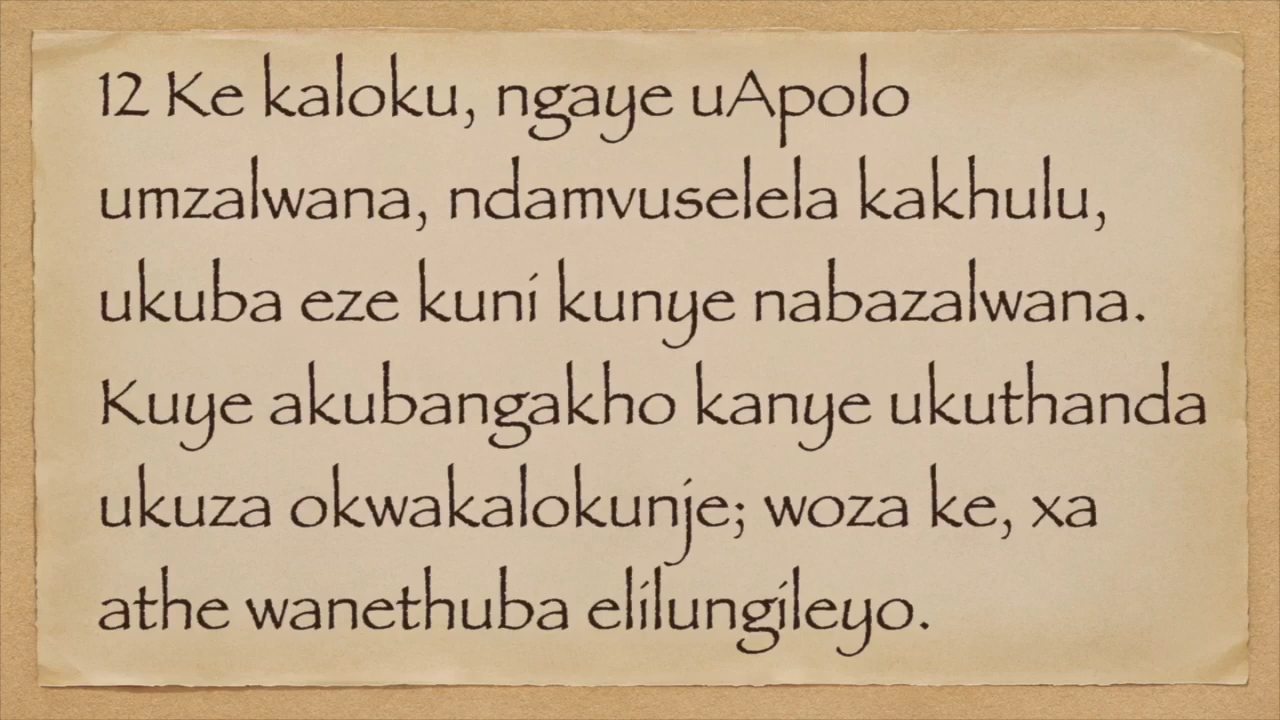 12 Ke kaloku, ngaye uApolo
umzalwana, ndamvuselela kakhulu,
ukuba eze kuni kunye nabazalwana.
Kuye akubangakho kanye ukuthanda
ukuza okwakalokunje; woza ke, xa
athe wanethuba elilungileyo.